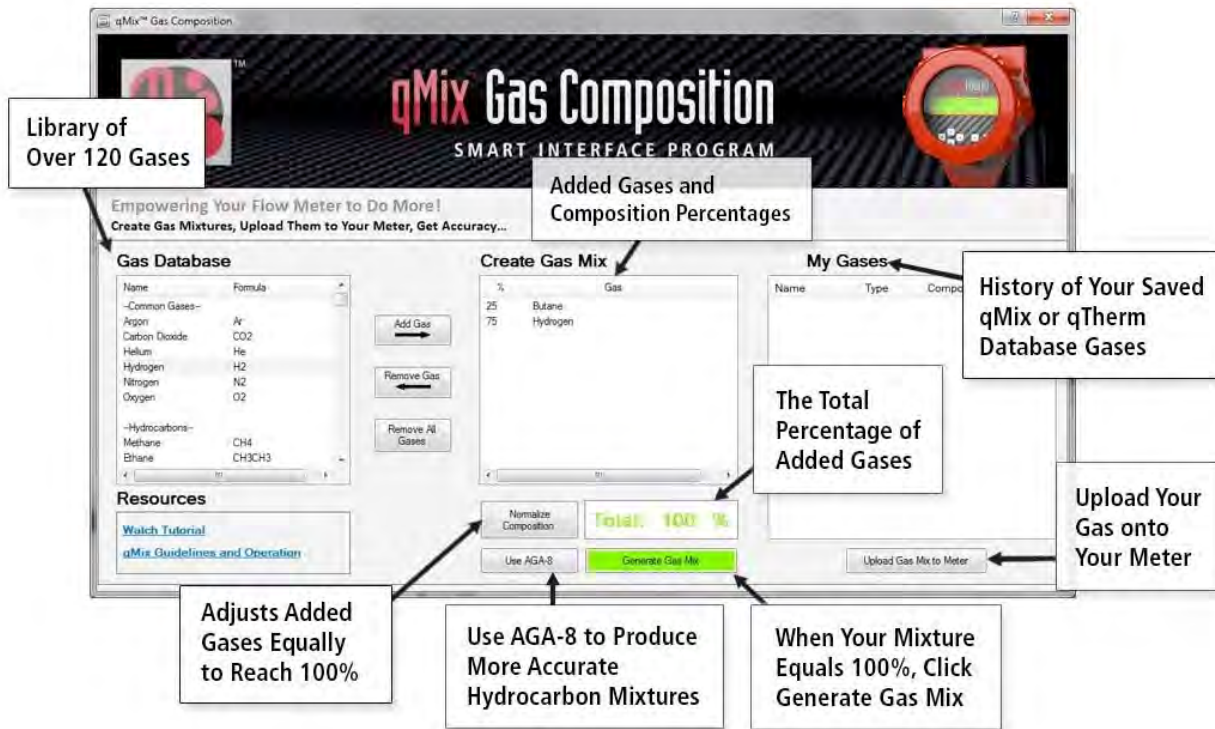 qMix™ Gas Composition
TM
qMix Gas Composition
SMART INTERFACE PROGRAM
Library of
Over 120 Gases
Added Gases and
Composition Percentages
Empowering Your Flow Meter to Do More!
Create Gas Mixtures, Upload Them to Your Meter, Get Accuracy...
Gas Database
Name Formula
--Common Gases--
Argon Ar
Carbon Dioxide CO2
Helium He
Hydrogen H2
Nitrogen N2
Oxygen O2
--Hydrocarbons--
Methane CH4
Ethane CH3CH3
Add Gas
Remove Gas
Remove All
Gases
Create Gas Mix
% Gas
25 Butane
75 Hydrogen
My Gases
Name Type Compo
History of Your Saved
qMix or qTherm
Database Gases
The Total
Percentage of
Added Gases
Resources
Watch Tutorial
qMix Guidelines and Operation
Normalize
Composition
Total: 100 %
Use AGA-8
Generate Gas Mix
Upload Gas Mix to Meter
Upload Your
Gas onto
Your Meter
Adjusts Added
Gases Equally
to Reach 100%
Use AGA-8 to Produce
More Accurate
Hydrocarbon Mixtures
When Your Mixture
Equals 100%, Click
Generate Gas Mix